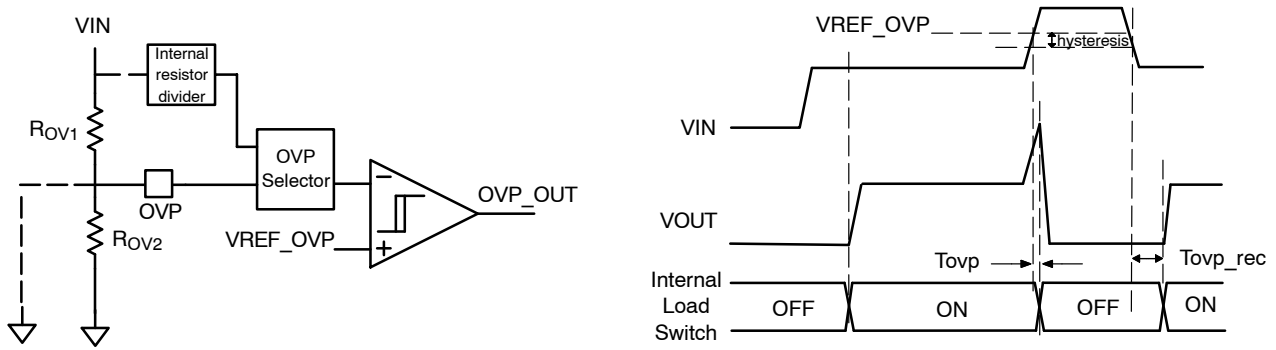 VIN
Internal
resistor
divider
ROV1
OVP
Selector
OVP
OVP_OUT
ROV2
VREF_OVP
−
+
VREF_OVP
hysteresis
VIN
VOUT
Tovp
Tovp_rec
Internal
Load
Switch
OFF
ON
OFF
ON